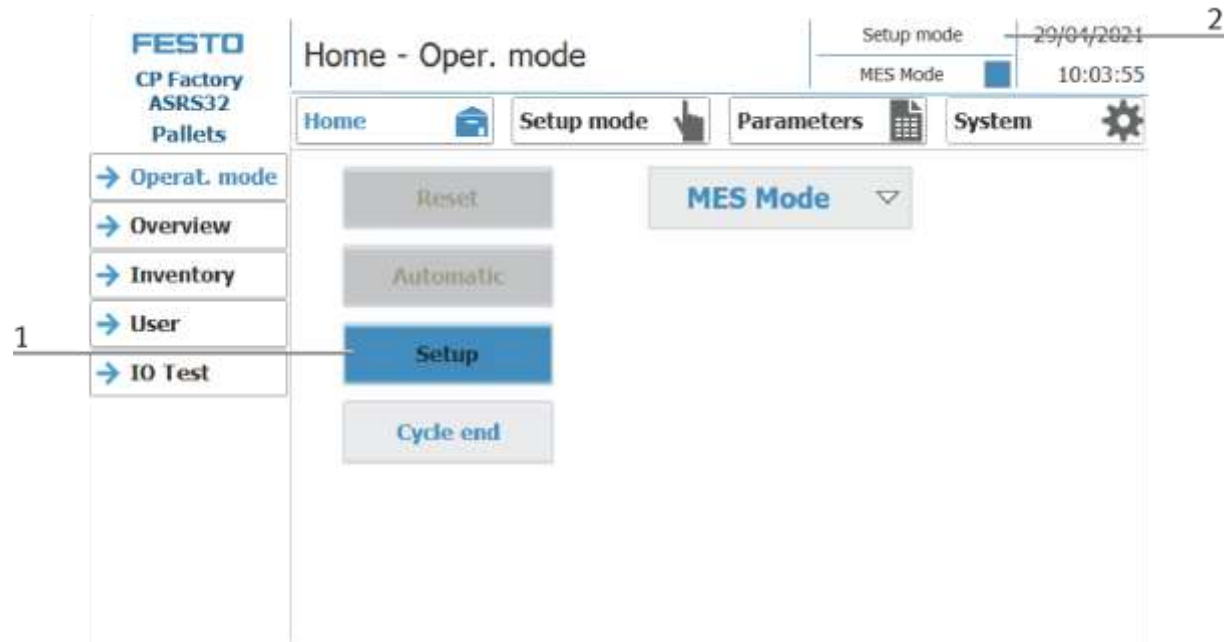 2
FESTO
CP Factory
ASRS32
Pallets
Home - Oper. mode
Setup mode
MES Mode
29/04/2021
10:03:55
Home
Setup mode
Parameters
System
Operat. mode
Overview
Inventory
User
IO Test
1
Reset
Automatic
Setup
Cycle end
MES Mode